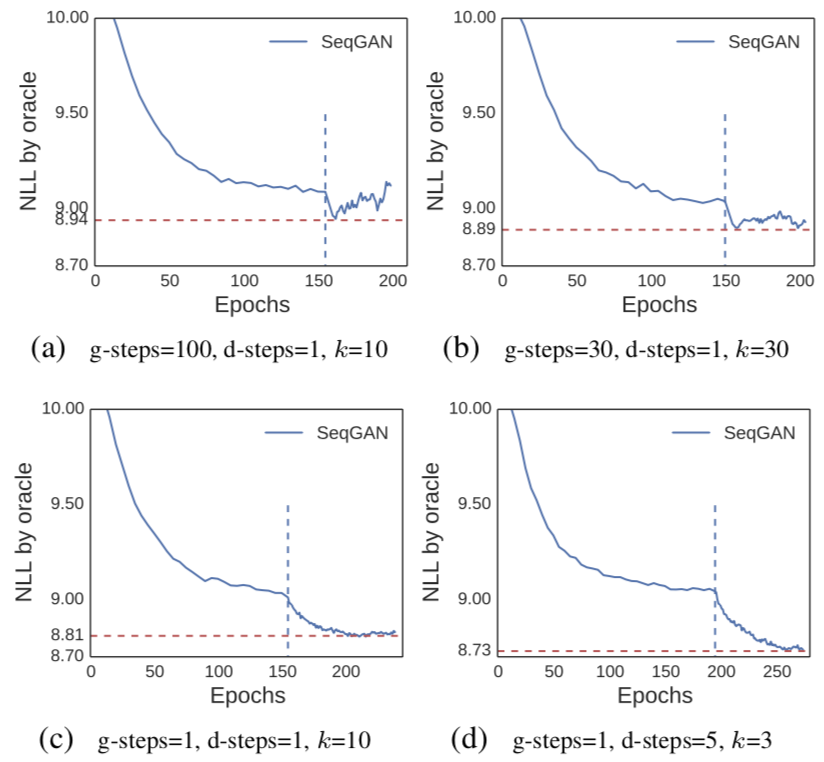 10.00
SeqGAN
9.50
NLL by oracle
9.00
8.94
8.70
0 50 100 150 200
Epochs
(a) g-steps=100, d-steps=1, k=10
10.00
SeqGAN
9.50
NLL by oracle
9.00
8.89
8.70
0 50 100 150 200
Epochs
(b) g-steps=30, d-steps=1, k=30
10.00
SeqGAN
9.50
NLL by oracle
9.00
8.81
8.70
0 50 100 150 200
Epochs
(c) g-steps=1, d-steps=1, k=10
10.00
SeqGAN
9.50
NLL by oracle
9.00
8.73
0 50 100 150 200 250
Epochs
(d) g-steps=1, d-steps=5, k=3